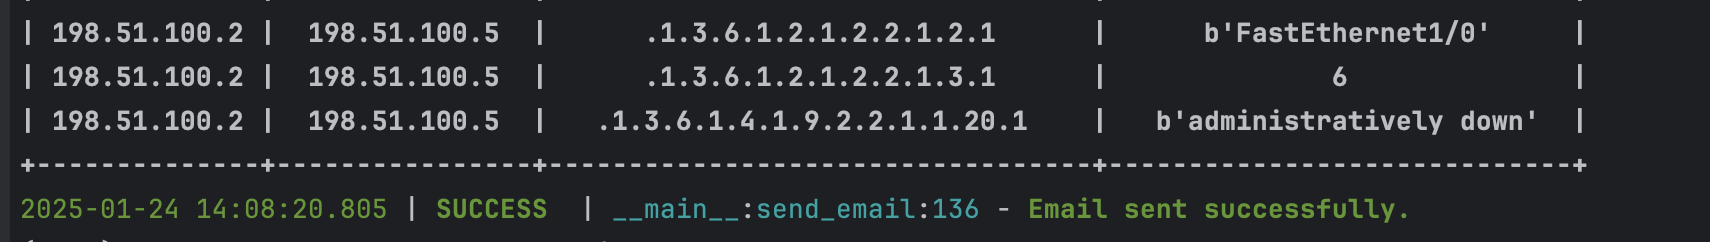 | 198.51.100.2 | 198.51.100.5 | .1.3.6.1.2.1.2.2.1.2.1 | b'FastEthernet1/0' |
| 198.51.100.2 | 198.51.100.5 | .1.3.6.1.2.1.2.2.1.3.1 | 6 |
| 198.51.100.2 | 198.51.100.5 | .1.3.6.1.4.1.9.2.2.1.1.20.1 | b'administratively down' |
+--------------+----------------+----------------------------------+-----------------------------+
2025-01-24 14:08:20.805 | SUCCESS | __main__:send_email:136 - Email sent successfully.